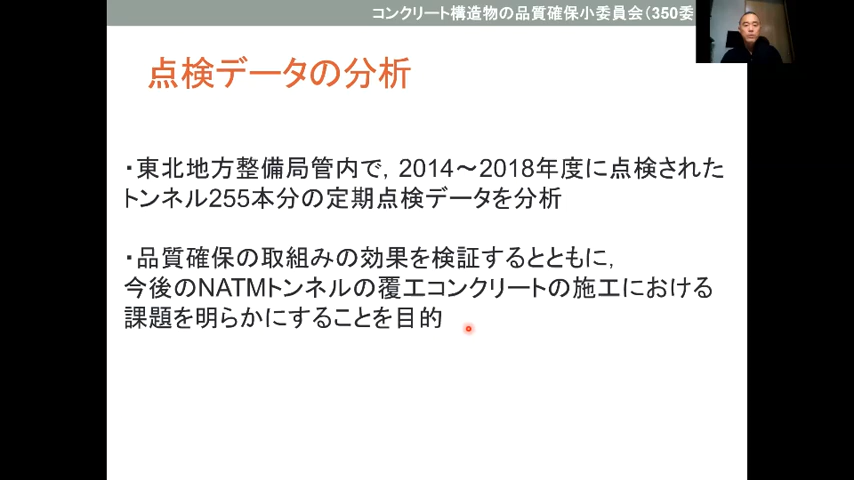 コンクリート構造物の品質確保小委員会(350委
点検データの分析
・東北地方整備局管内で，2014～2018年度に点検された
トンネル255本分の定期点検データを分析
・品質確保の取組みの効果を検証するとともに，
今後のNATMトンネルの覆工コンクリートの施工における
課題を明らかにすることを目的